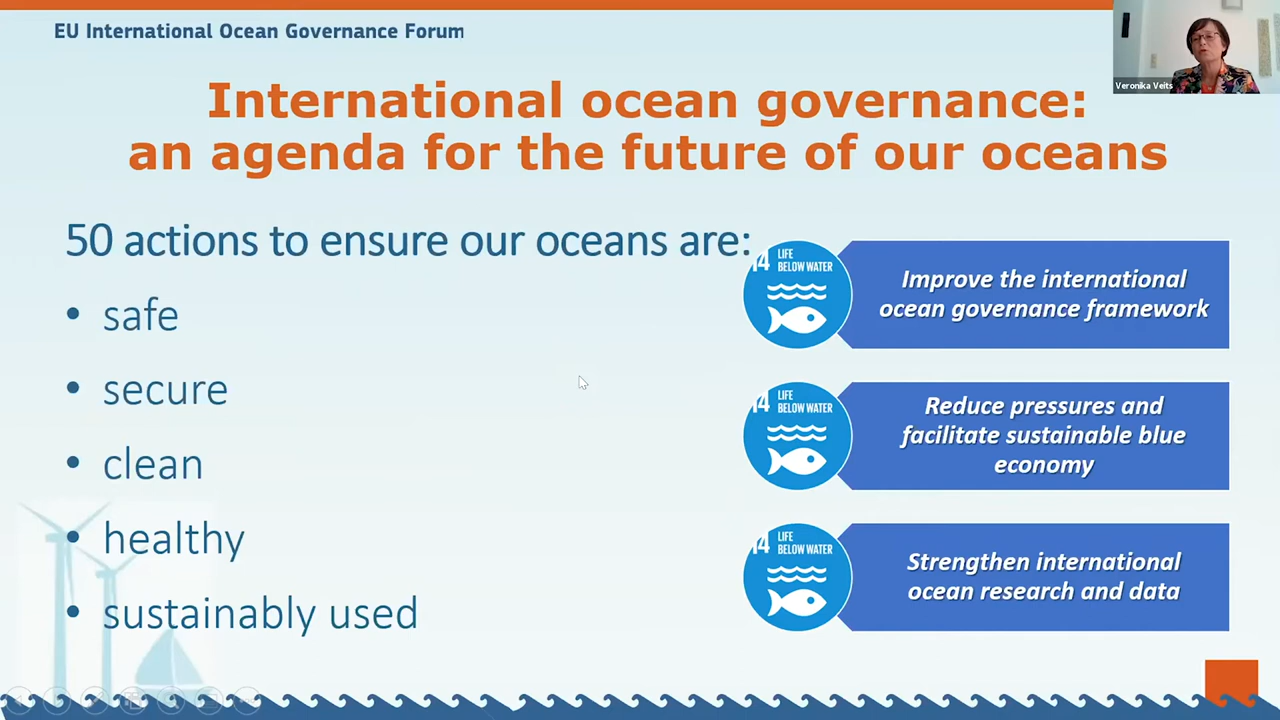 EU International Ocean Governance Forum
Veronika Veits
International ocean governance:
an agenda for the future of our oceans
50 actions to ensure our oceans are:
• safe
• secure
• clean
• healthy
• sustainably used
14 LIFE
BELOW WATER
Improve the international
ocean governance framework
14 LIFE
BELOW WATER
Reduce pressures and
facilitate sustainable blue
economy
14 LIFE
BELOW WATER
Strengthen international
ocean research and data